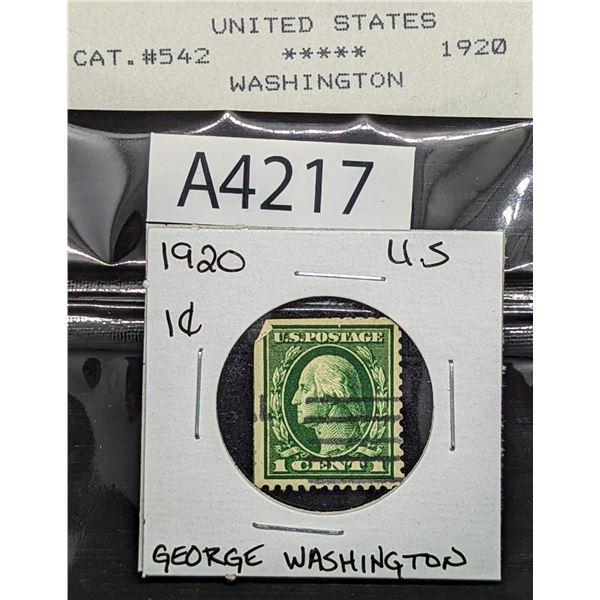 UNITED STATES
CAT.#542 ***** 1920
WASHINGTON
A4217
1920 U.S
1¢
U.S.POSTAGE
1 CENT 1
GEORGE WASHINGTON